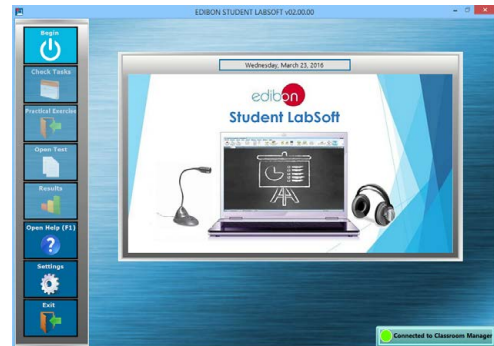 EDIBON STUDENT LABSOFT v02.00.00
Begin
Check Tasks
Practical Exercise
Open Text
Results
Open Help (F1)
Settings
Exit
Wednesday, March 23, 2016
edibon
Student LabSoft
Connected to Classroom Manager